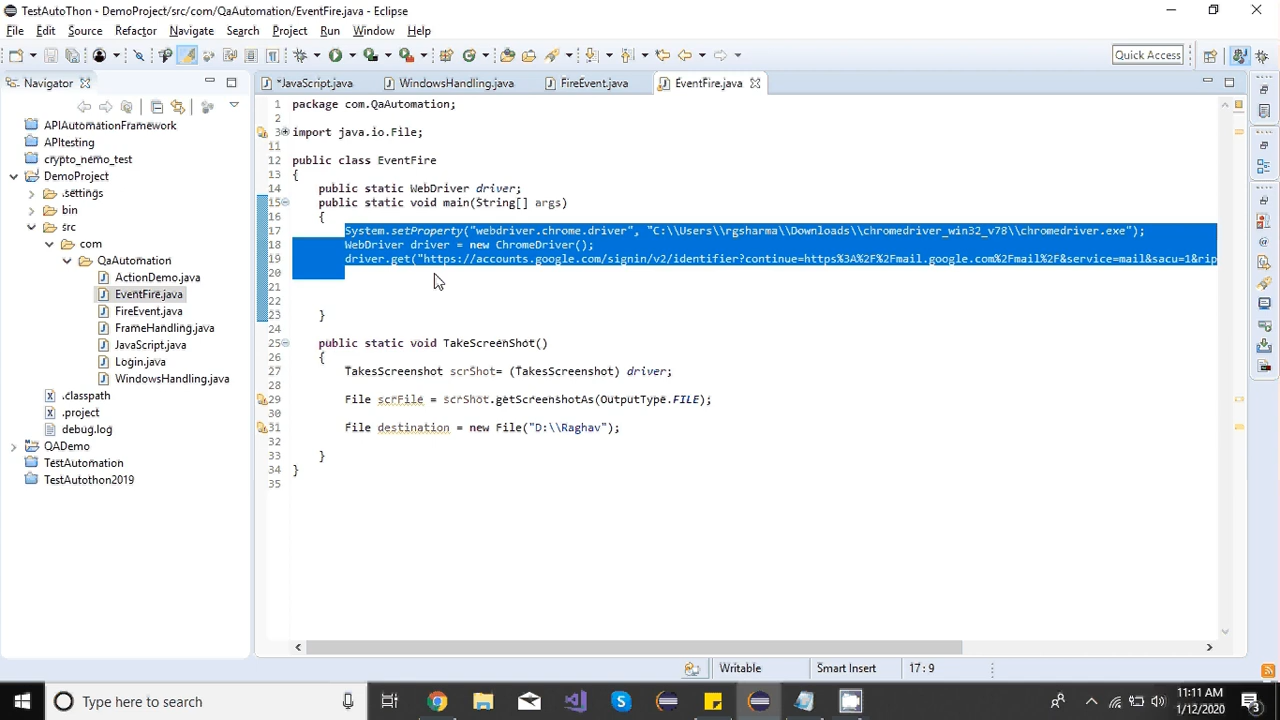 TestAutoThon - DemoProject/src/com/QaAutomation/EventFire.java - Eclipse
File Edit Source Refactor Navigate Search Project Run Window Help
Quick Access
Navigator
*JavaScript.java WindowsHandling.java FireEvent.java EventFire.java
APIAutomationFramework
APItesting
crypto_nemo_test
DemoProject
.settings
bin
src
com
QaAutomation
ActionDemo.java
EventFire.java
FireEvent.java
FrameHandling.java
JavaScript.java
Login.java
WindowsHandling.java
.classpath
.project
debug.log
QADemo
TestAutomation
TestAutothon2019
1 package com.QaAutomation;
2
3 import java.io.File;
11
12 public class EventFire
13 {
14 public static WebDriver driver;
15 public static void main(String[] args)
16 {
17 System.setProperty("webdriver.chrome.driver", "C:\\Users\\rgsharma\\Downloads\\chromedriver_win32_v78\\chromedriver.exe");
18 WebDriver driver = new ChromeDriver();
19 driver.get("https://accounts.google.com/signin/v2/identifier?continue=https%3A%2F%2Fmail.google.com%2Fmail%2F&service=mail&sacu=1&rip
20
21
22
23 }
24
25 public static void TakeScreenShot()
26 {
27 TakesScreenshot scrShot= (TakesScreenshot) driver;
28
29 File scrFile = scrShot.getScreenshotAs(OutputType.FILE);
30
31 File destination = new File("D:\\Raghav");
32
33 }
34 }
35
Writable Smart Insert 17 : 9
Type here to search
11:11 AM
1/12/2020
3